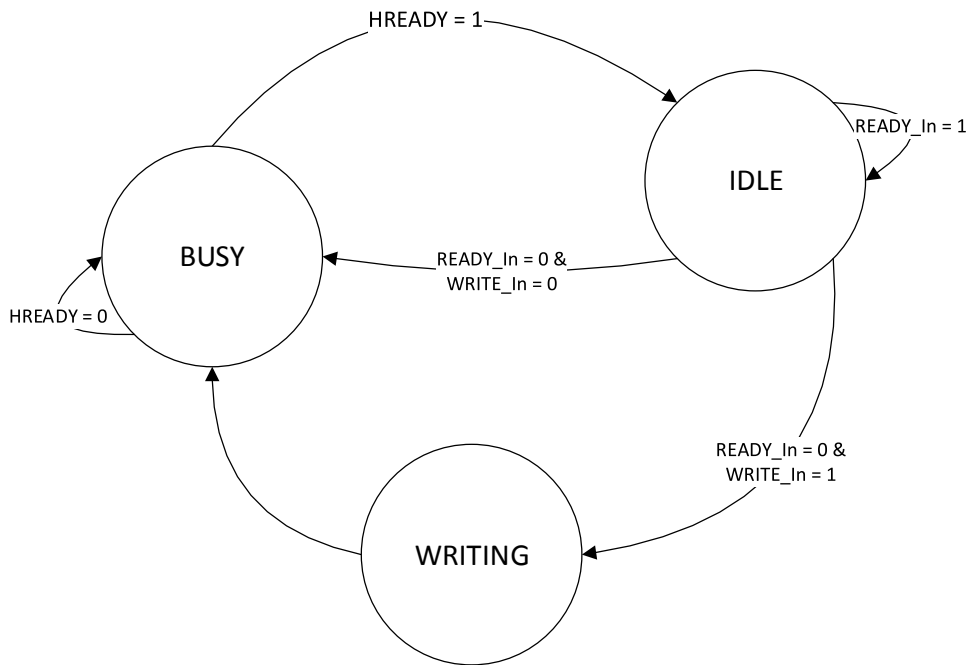 HREADY = 1
READY_In = 1
IDLE
BUSY
READY_In = 0 &
WRITE_In = 0
HREADY = 0
READY_In = 0 &
WRITE_In = 1
WRITING